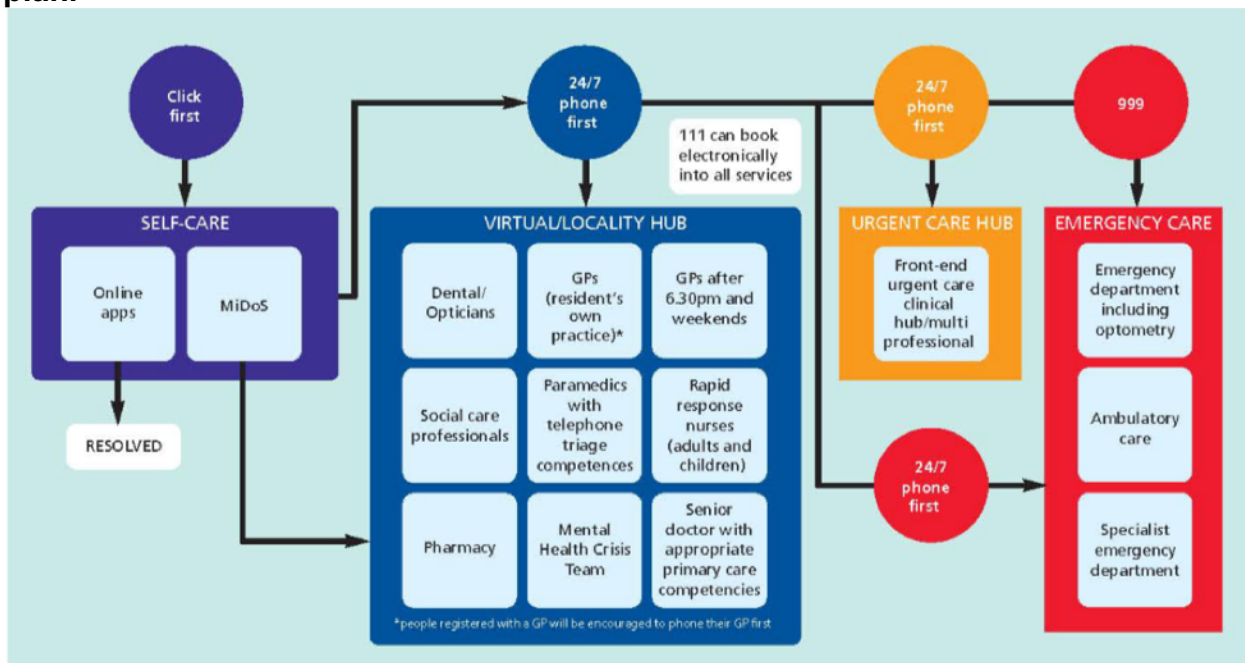 Click
first
24/7
phone
first
24/7
phone
first
999
111 can book
electronically
into all services
SELF-CARE
Online
apps
MiDoS
RESOLVED
VIRTUAL/LOCALITY HUB
Dental/
Opticians
GPs
(resident's
own
practice)*
GPs after
6.30pm and
weekends
Social care
professionals
Paramedics
with
telephone
triage
competences
Rapid
response
nurses
(adults and
children)
Pharmacy
Mental
Health Crisis
Team
Senior
doctor with
appropriate
primary care
competencies
*people registered with a GP will be encouraged to phone their GP first
URGENT CARE HUB
Front-end
urgent care
clinical
hub/multi
professional
24/7
phone
first
EMERGENCY CARE
Emergency
department
including
optometry
Ambulatory
care
Specialist
emergency
department